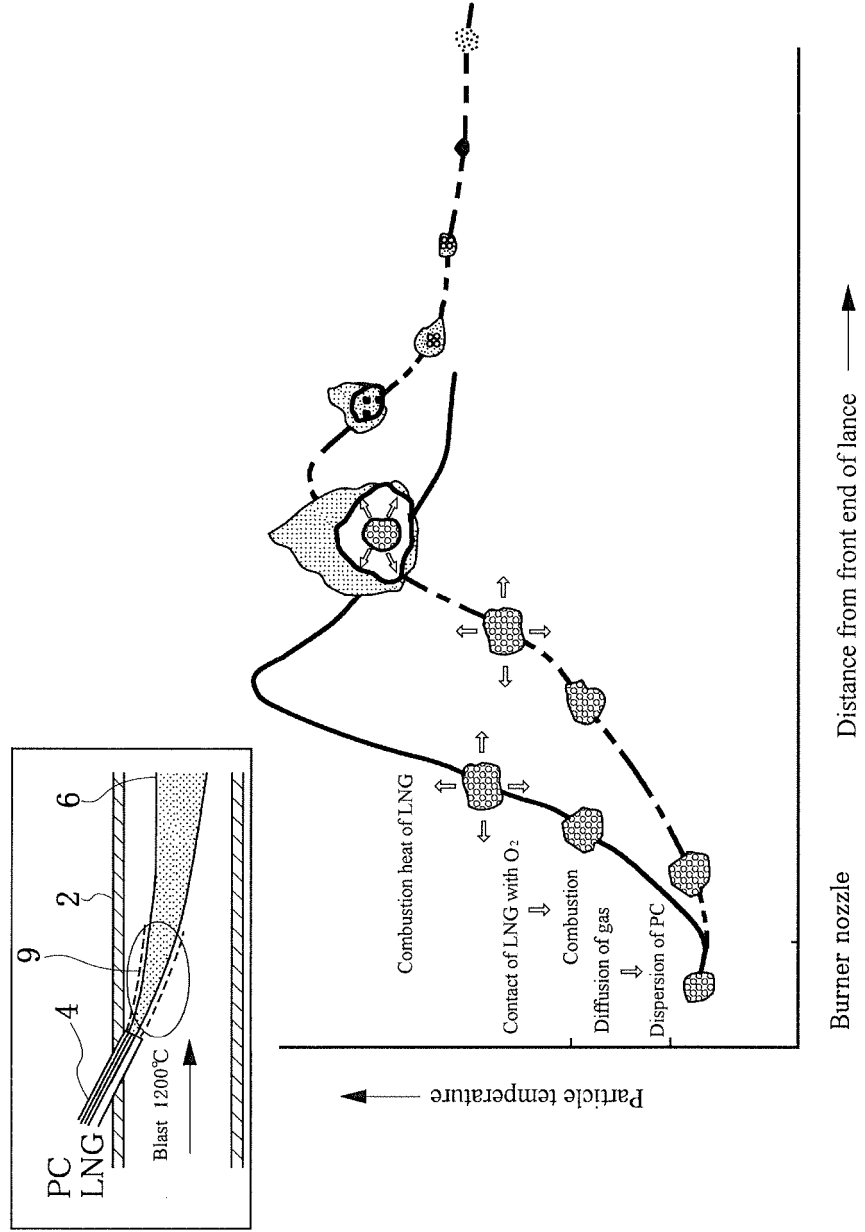 PC
LNG
4
9
2
6
Blast 1200℃
Combustion heat of LNG
Contact of LNG with O₂
Combustion
Diffusion of gas
Dispersion of PC
Particle temperature
Burner nozzle
Distance from front end of lance